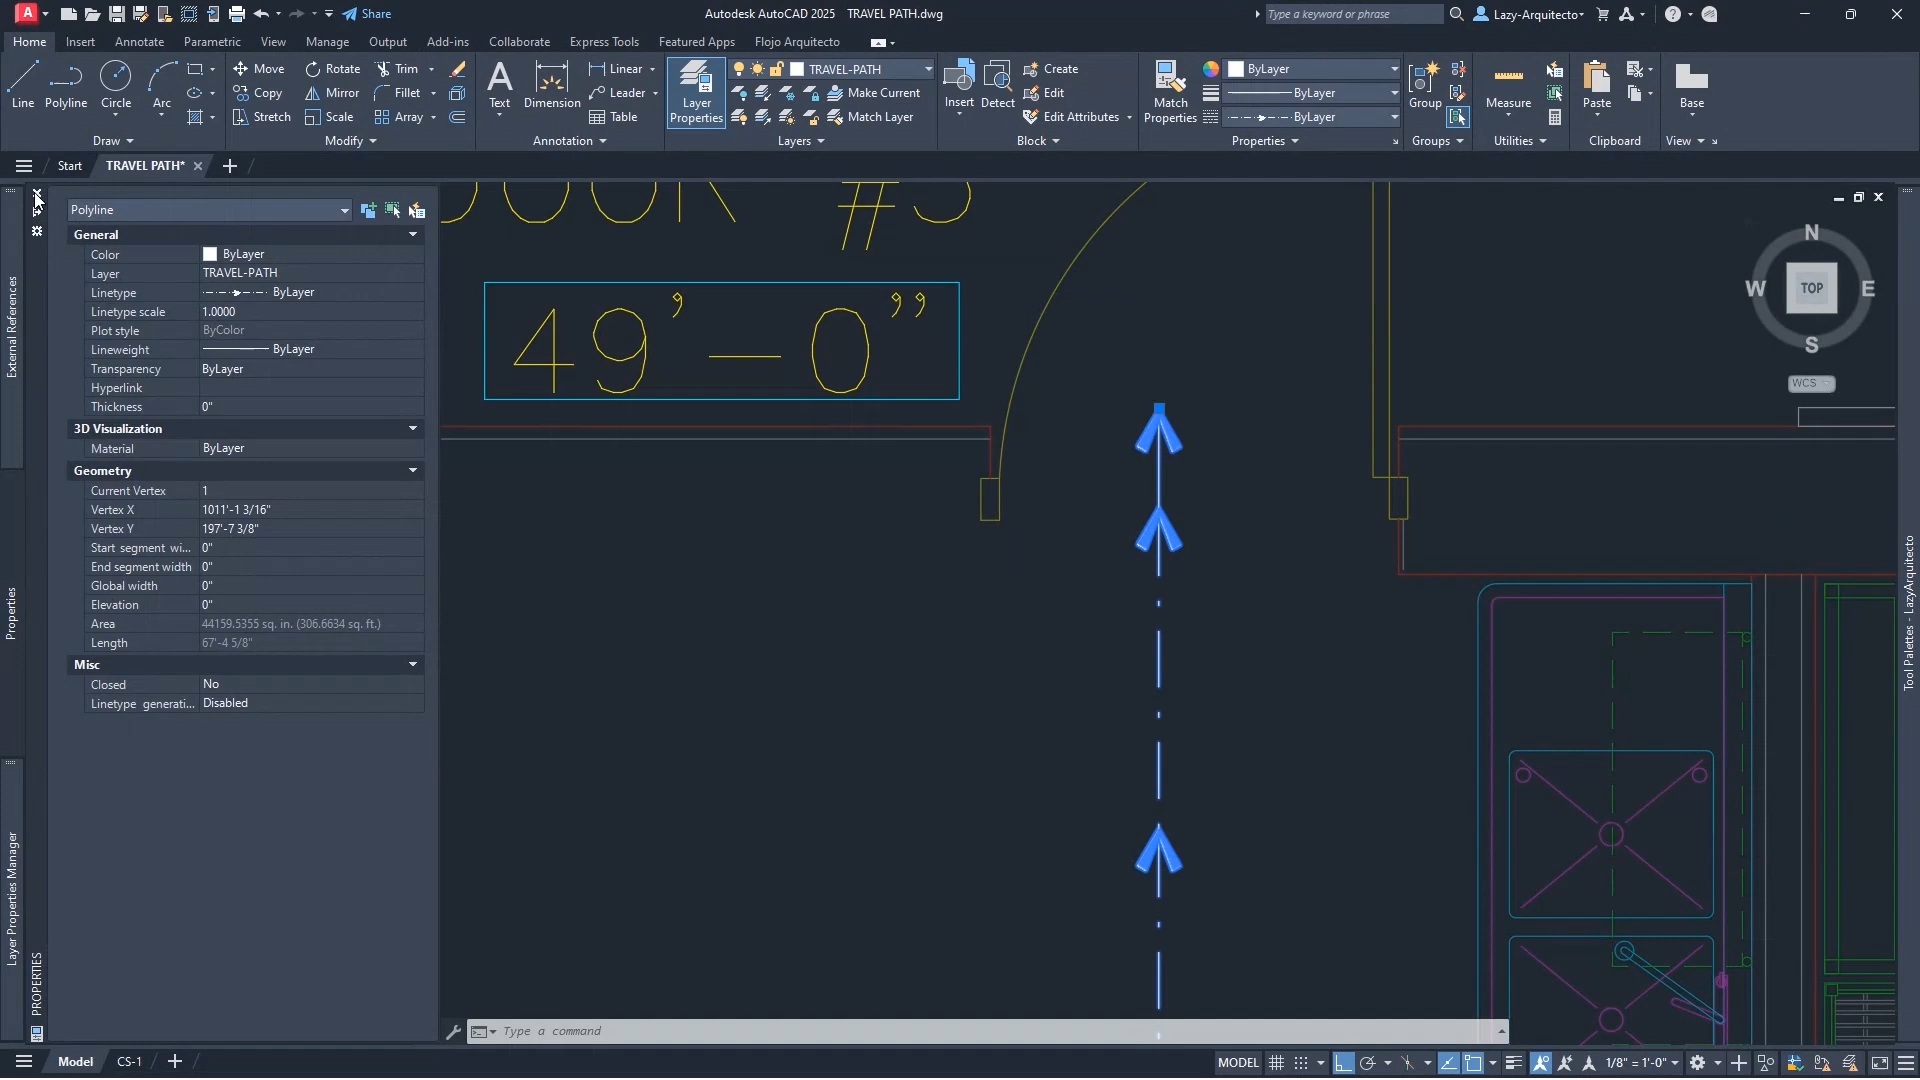 Share
Autodesk AutoCAD 2025 TRAVEL PATH.dwg
Type a keyword or phrase
Lazy-Arquitecto
Home Insert Annotate Parametric View Manage Output Add-ins Collaborate Express Tools Featured Apps Flojo Arquitecto
Line Polyline Circle Arc
Draw
Move Rotate Trim
Copy Mirror Fillet
Stretch Scale Array
Modify
Text Dimension
Linear
Leader
Table
Annotation
Layer Properties
TRAVEL-PATH
Make Current
Match Layer
Layers
Insert Detect
Create
Edit
Edit Attributes
Block
Match Properties
ByLayer
ByLayer
ByLayer
Properties
Group
Groups
Measure
Utilities
Paste
Clipboard
Base
View
Start TRAVEL PATH*
External References
Properties
Layer Properties Manager
PROPERTIES
Polyline
General
Color ByLayer
Layer TRAVEL-PATH
Linetype ByLayer
Linetype scale 1.0000
Plot style ByColor
Lineweight ByLayer
Transparency ByLayer
Hyperlink
Thickness 0"
3D Visualization
Material ByLayer
Geometry
Current Vertex 1
Vertex X 1011'-1 3/16"
Vertex Y 197'-7 3/8"
Start segment wi... 0"
End segment width 0"
Global width 0"
Elevation 0"
Area 44159.5355 sq. in. (306.6634 sq. ft.)
Length 67'-4 5/8"
Misc
Closed No
Linetype generati... Disabled
49'-0"
N
W TOP E
S
WCS
Tool Palettes - LazyArquitecto
Type a command
Model CS-1
MODEL
1/8" = 1'-0"